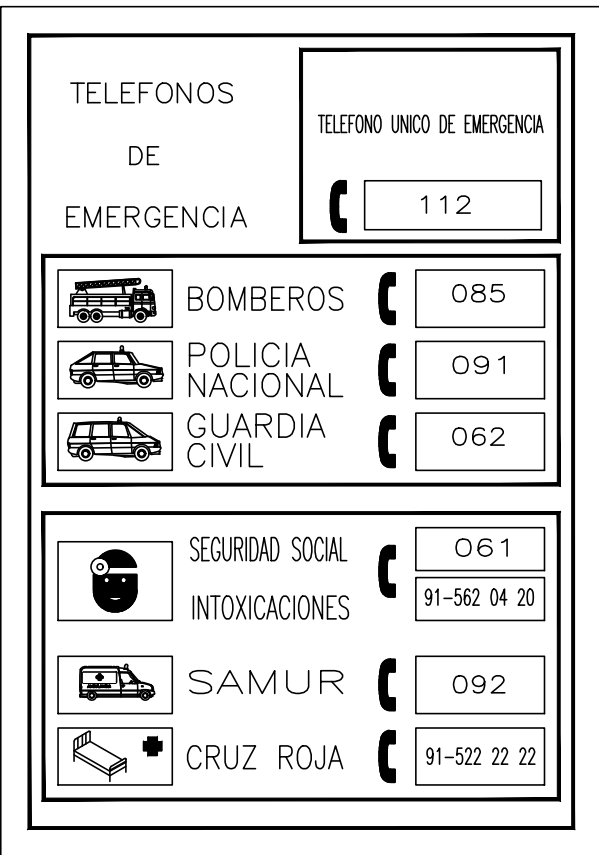 TELEFONOS
DE
EMERGENCIA
TELEFONO UNICO DE EMERGENCIA
112
BOMBEROS 085
POLICIA
NACIONAL 091
GUARDIA
CIVIL 062
SEGURIDAD SOCIAL 061
INTOXICACIONES 91-562 04 20
SAMUR 092
CRUZ ROJA 91-522 22 22